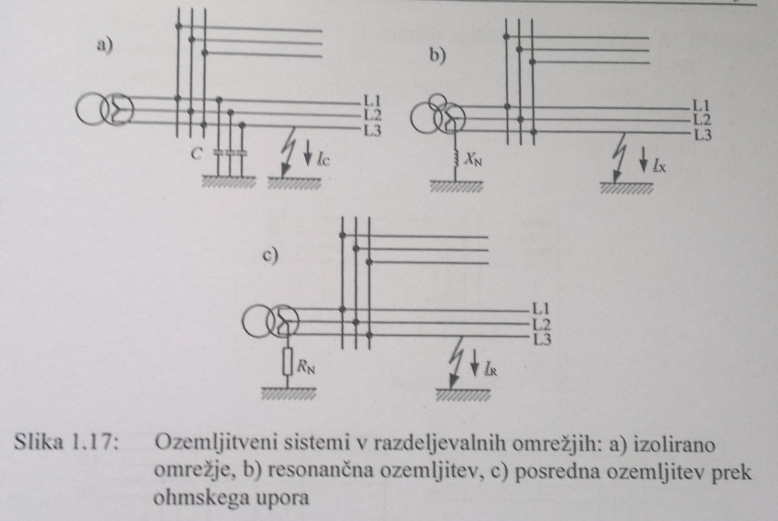 a)
L1
L2
L3
C
IC
b)
L1
L2
L3
XN
IX
c)
L1
L2
L3
RN
IR
Slika 1.17: Ozemljitveni sistemi v razdeljevalnih omrežjih: a) izolirano
omrežje, b) resonančna ozemljitev, c) posredna ozemljitev prek
ohmskega upora